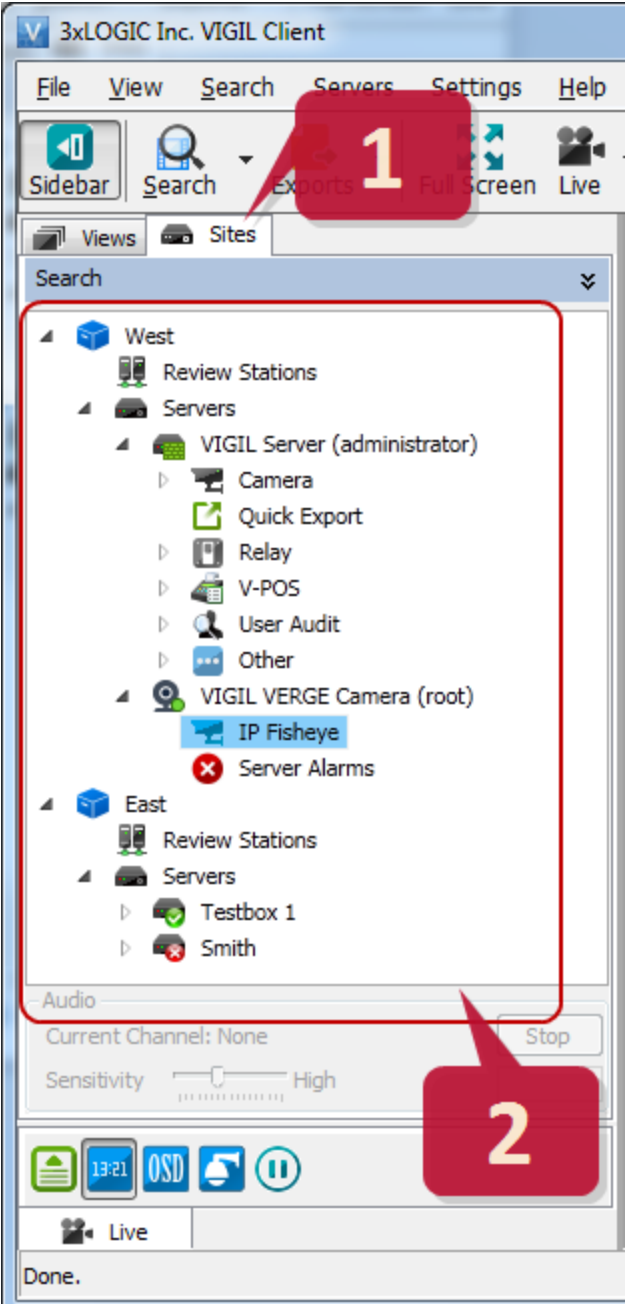 V 3xLOGIC Inc. VIGIL Client
File View Search Servers Settings Help
Sidebar Search Exports Full Screen Live
1
Views Sites
Search
West
Review Stations
Servers
VIGIL Server (administrator)
Camera
Quick Export
Relay
V-POS
User Audit
Other
VIGIL VERGE Camera (root)
IP Fisheye
Server Alarms
East
Review Stations
Servers
Testbox 1
Smith
Audio
Current Channel: None Stop
Sensitivity High
2
13:21 OSD
Live
Done.